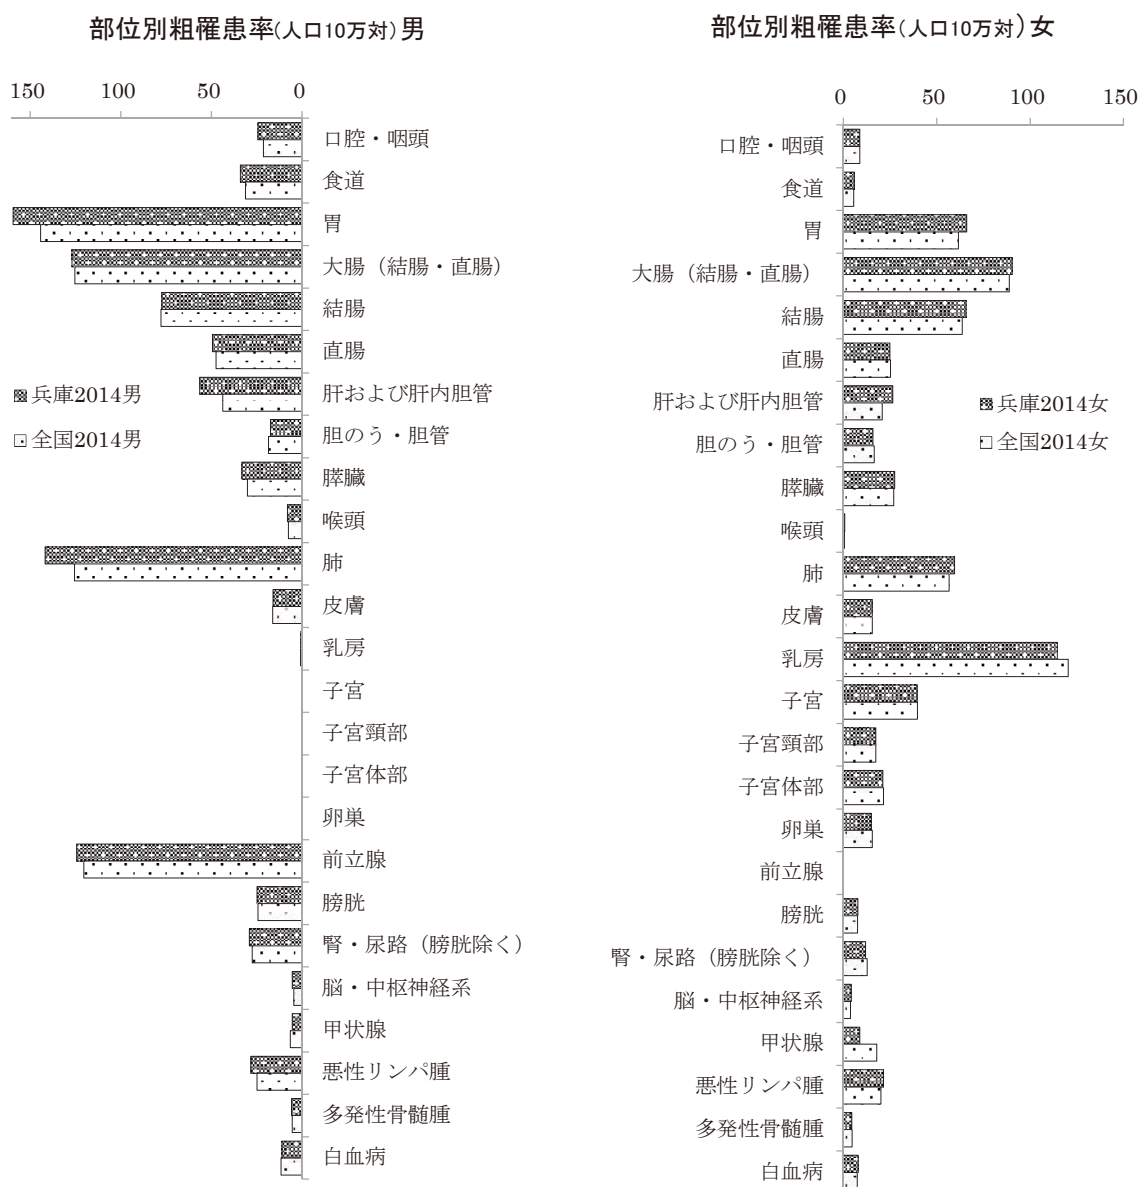 部位別粗罹患率(人口10万対)男
150 100 50 0
口腔・咽頭
食道
胃
大腸（結腸・直腸）
結腸
直腸
肝および肝内胆管
胆のう・胆管
膵臓
喉頭
肺
皮膚
乳房
子宮
子宮頸部
子宮体部
卵巣
前立腺
膀胱
腎・尿路（膀胱除く）
脳・中枢神経系
甲状腺
悪性リンパ腫
多発性骨髄腫
白血病
兵庫2014男
全国2014男
部位別粗罹患率(人口10万対)女
0 50 100 150
口腔・咽頭
食道
胃
大腸（結腸・直腸）
結腸
直腸
肝および肝内胆管
胆のう・胆管
膵臓
喉頭
肺
皮膚
乳房
子宮
子宮頸部
子宮体部
卵巣
前立腺
膀胱
腎・尿路（膀胱除く）
脳・中枢神経系
甲状腺
悪性リンパ腫
多発性骨髄腫
白血病
兵庫2014女
全国2014女